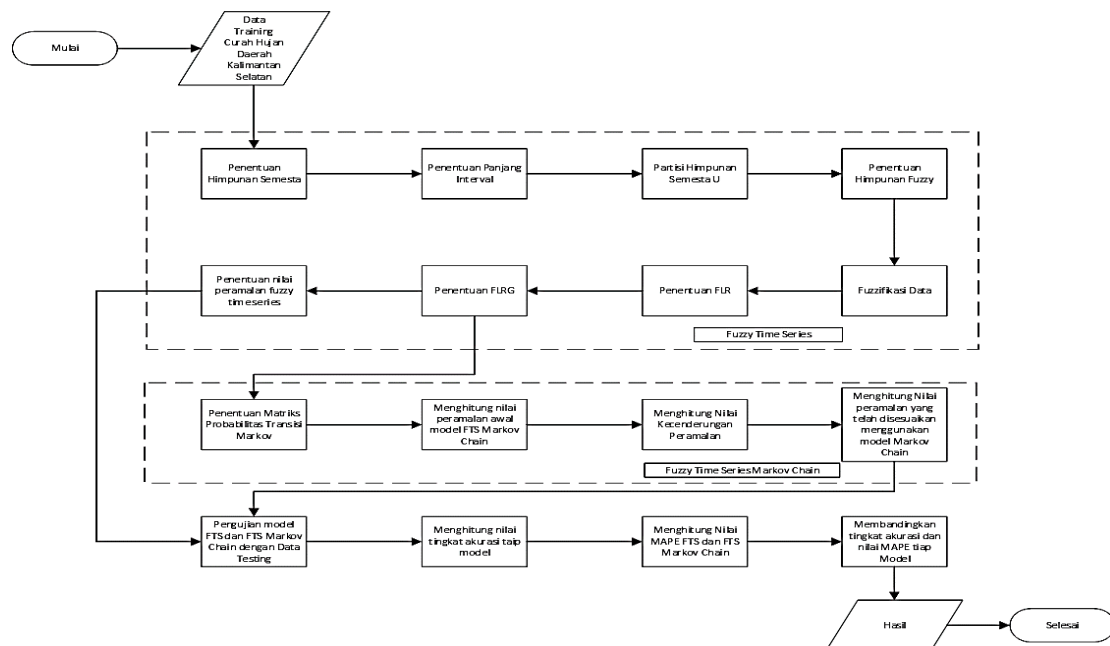 Mulai
Data
Training
Curah Hujan
Daerah
Kalimantan
Selatan
Penentuan
Himpunan Semesta
Penentuan Panjang
Interval
Partisi Himpunan
Semesta U
Penentuan
Himpunan Fuzzy
Penentuan nilai
peramalan fuzzy
time series
Penentuan FLRG
Penentuan FLR
Fuzzifikasi Data
Fuzzy Time Series
Penentuan Matriks
Probabilitas Transisi
Markov
Menghitung nilai
peramalan awal
model FTS Markov
Chain
Menghitung Nilai
Kecenderungan
Peramalan
Menghitung Nilai
peramalan yang
telah disesuaikan
menggunakan
model Markov
Chain
Fuzzy Time Series Markov Chain
Pengujian model
FTS dan FTS Markov
Chain dengan Data
Testing
Menghitung nilai
tingkat akurasi taip
model
Menghitung Nilai
MAPE FTS dan FTS
Markov Chain
Membandingkan
tingkat akurasi dan
nilai MAPE tiap
Model
Hasil
Selesai